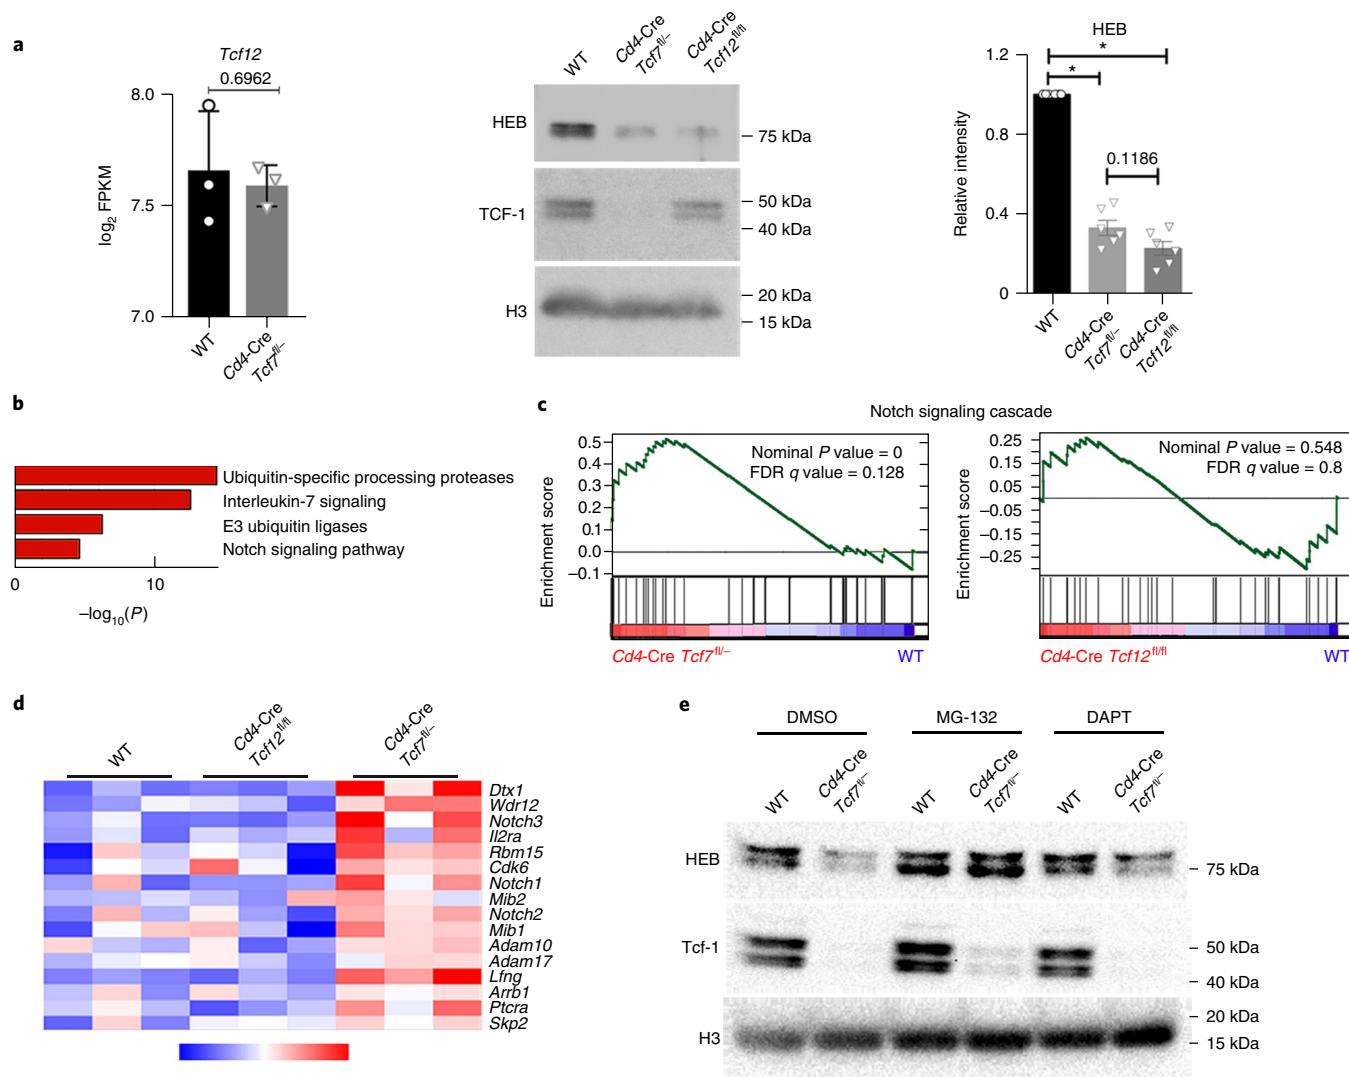 a
Tcf12
0.6962
8.0
7.5
7.0
log2 FPKM
WT
Cd4-Cre
Tcf7fl/–
WT
Cd4-Cre
Tcf7fl/–
Cd4-Cre
Tcf12fl/fl
HEB
75 kDa
TCF-1
50 kDa
40 kDa
H3
20 kDa
15 kDa
HEB
*
*
0.1186
1.2
0.8
0.4
0
Relative intensity
WT
Cd4-Cre
Tcf7fl/–
Cd4-Cre
Tcf12fl/fl
b
Ubiquitin-specific processing proteases
Interleukin-7 signaling
E3 ubiquitin ligases
Notch signaling pathway
0
10
–log10(P)
c
Notch signaling cascade
Enrichment score
0.5
0.4
0.3
0.2
0.1
0.0
–0.1
Nominal P value = 0
FDR q value = 0.128
Cd4-Cre Tcf7fl/–
WT
Enrichment score
0.25
0.15
0.05
–0.05
–0.15
–0.25
Nominal P value = 0.548
FDR q value = 0.8
Cd4-Cre Tcf12fl/fl
WT
d
WT
Cd4-Cre
Tcf12fl/fl
Cd4-Cre
Tcf7fl/–
Dtx1
Wdr12
Notch3
Il2ra
Rbm15
Cdk6
Notch1
Mib2
Notch2
Mib1
Adam10
Adam17
Lfng
Arrb1
Ptcra
Skp2
e
DMSO
MG-132
DAPT
WT
Cd4-Cre
Tcf7fl/–
WT
Cd4-Cre
Tcf7fl/–
WT
Cd4-Cre
Tcf7fl/–
HEB
75 kDa
Tcf-1
50 kDa
40 kDa
H3
20 kDa
15 kDa